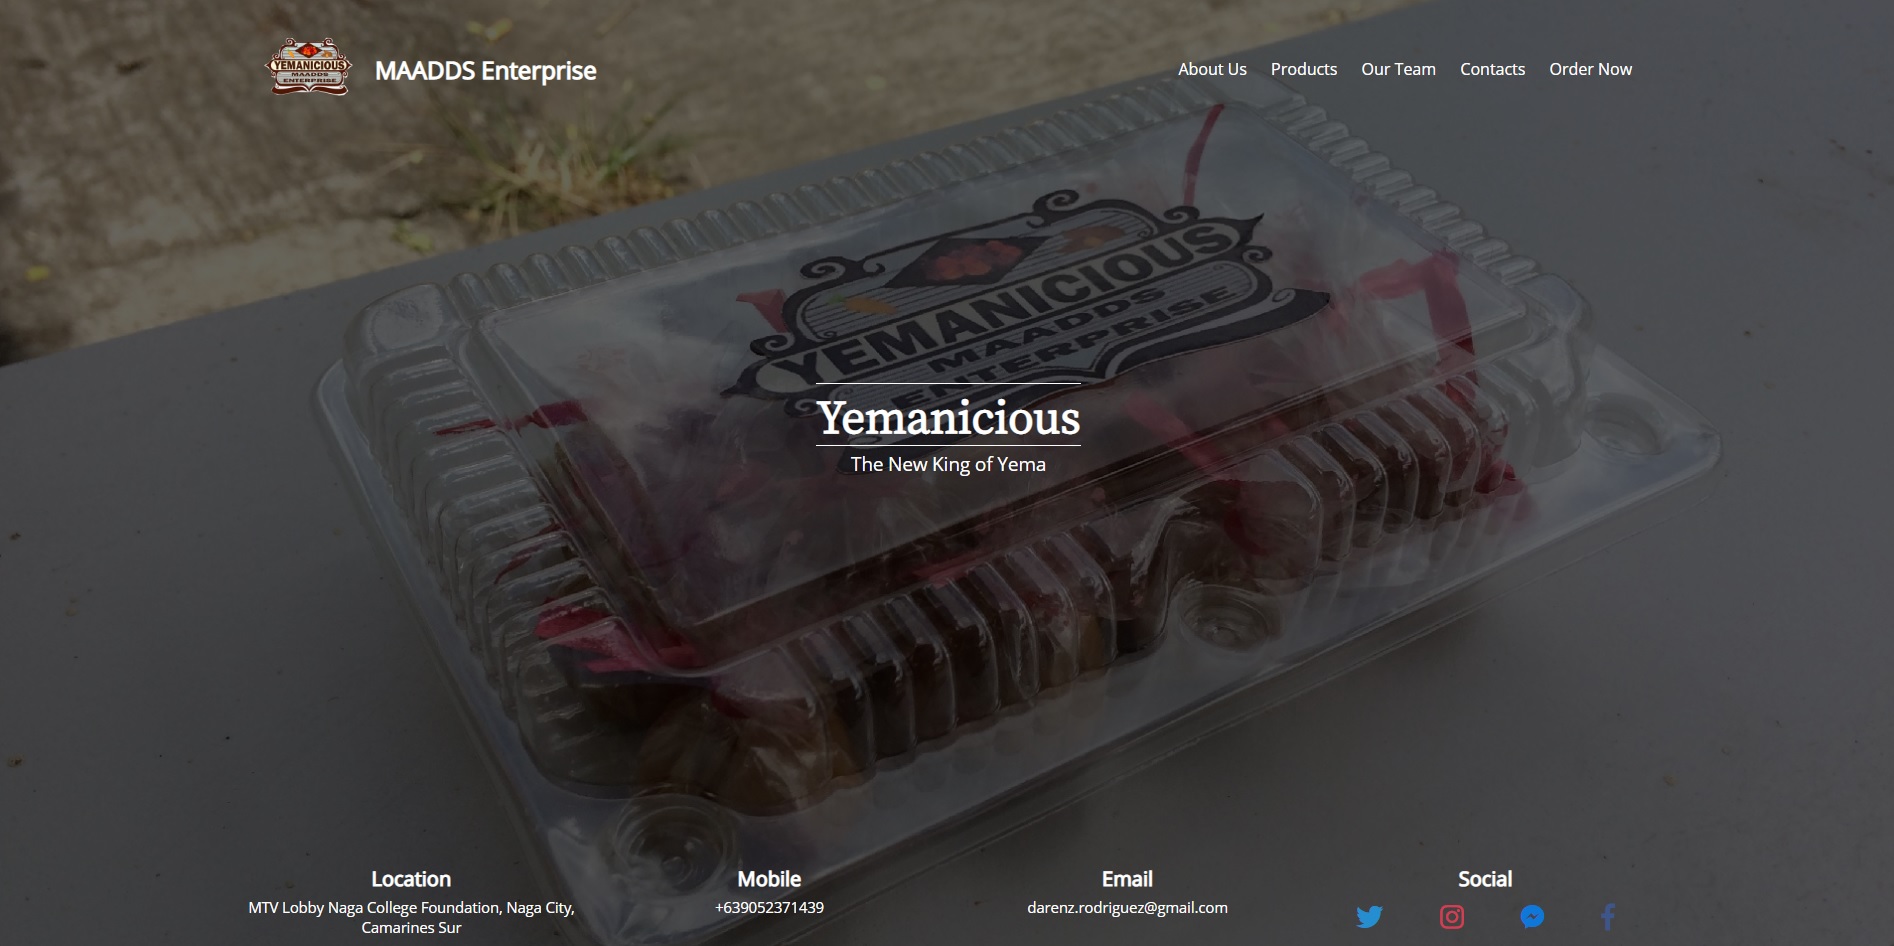 YEMANICIOUS
MAADDS
ENTERPRISE
MAADDS Enterprise
About Us Products Our Team Contacts Order Now
YEMANICIOUS
MAADDS
ENTERPRISE
Yemanicious
The New King of Yema
Location
MTV Lobby Naga College Foundation, Naga City,
Camarines Sur
Mobile
+639052371439
Email
darenz.rodriguez@gmail.com
Social